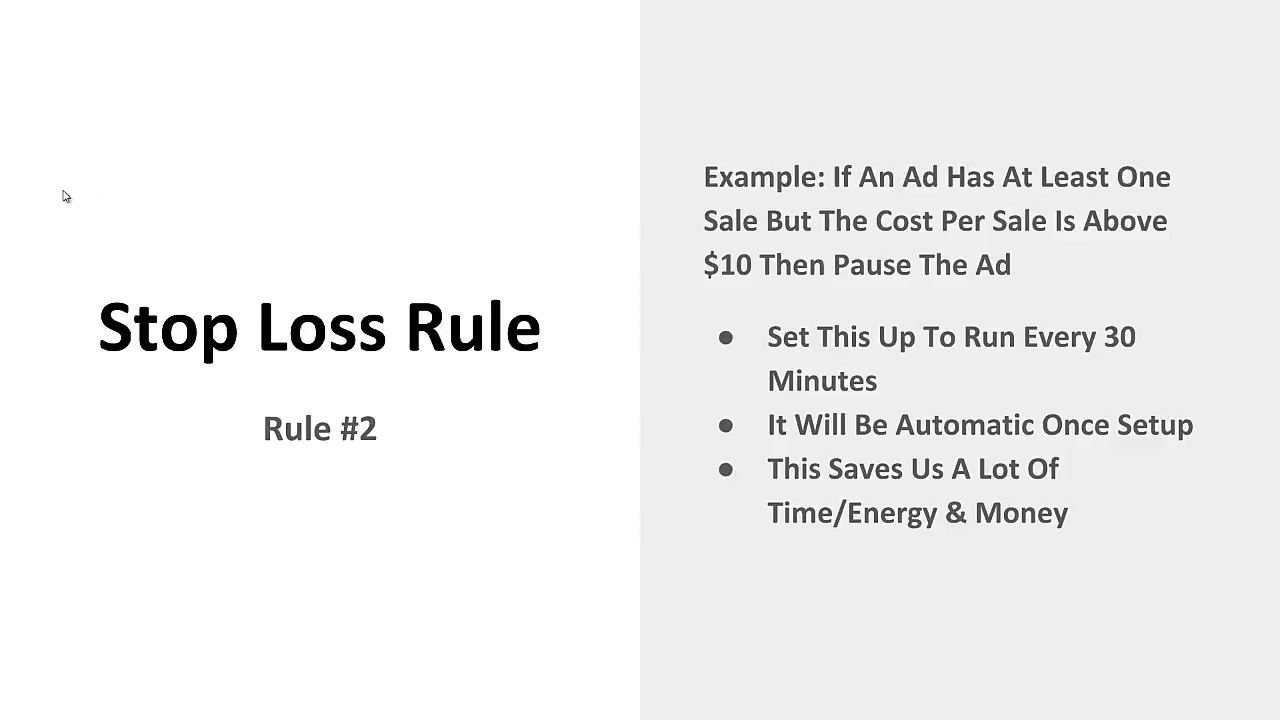 Stop Loss Rule
Rule #2
Example: If An Ad Has At Least One
Sale But The Cost Per Sale Is Above
$10 Then Pause The Ad
● Set This Up To Run Every 30
Minutes
● It Will Be Automatic Once Setup
● This Saves Us A Lot Of
Time/Energy & Money